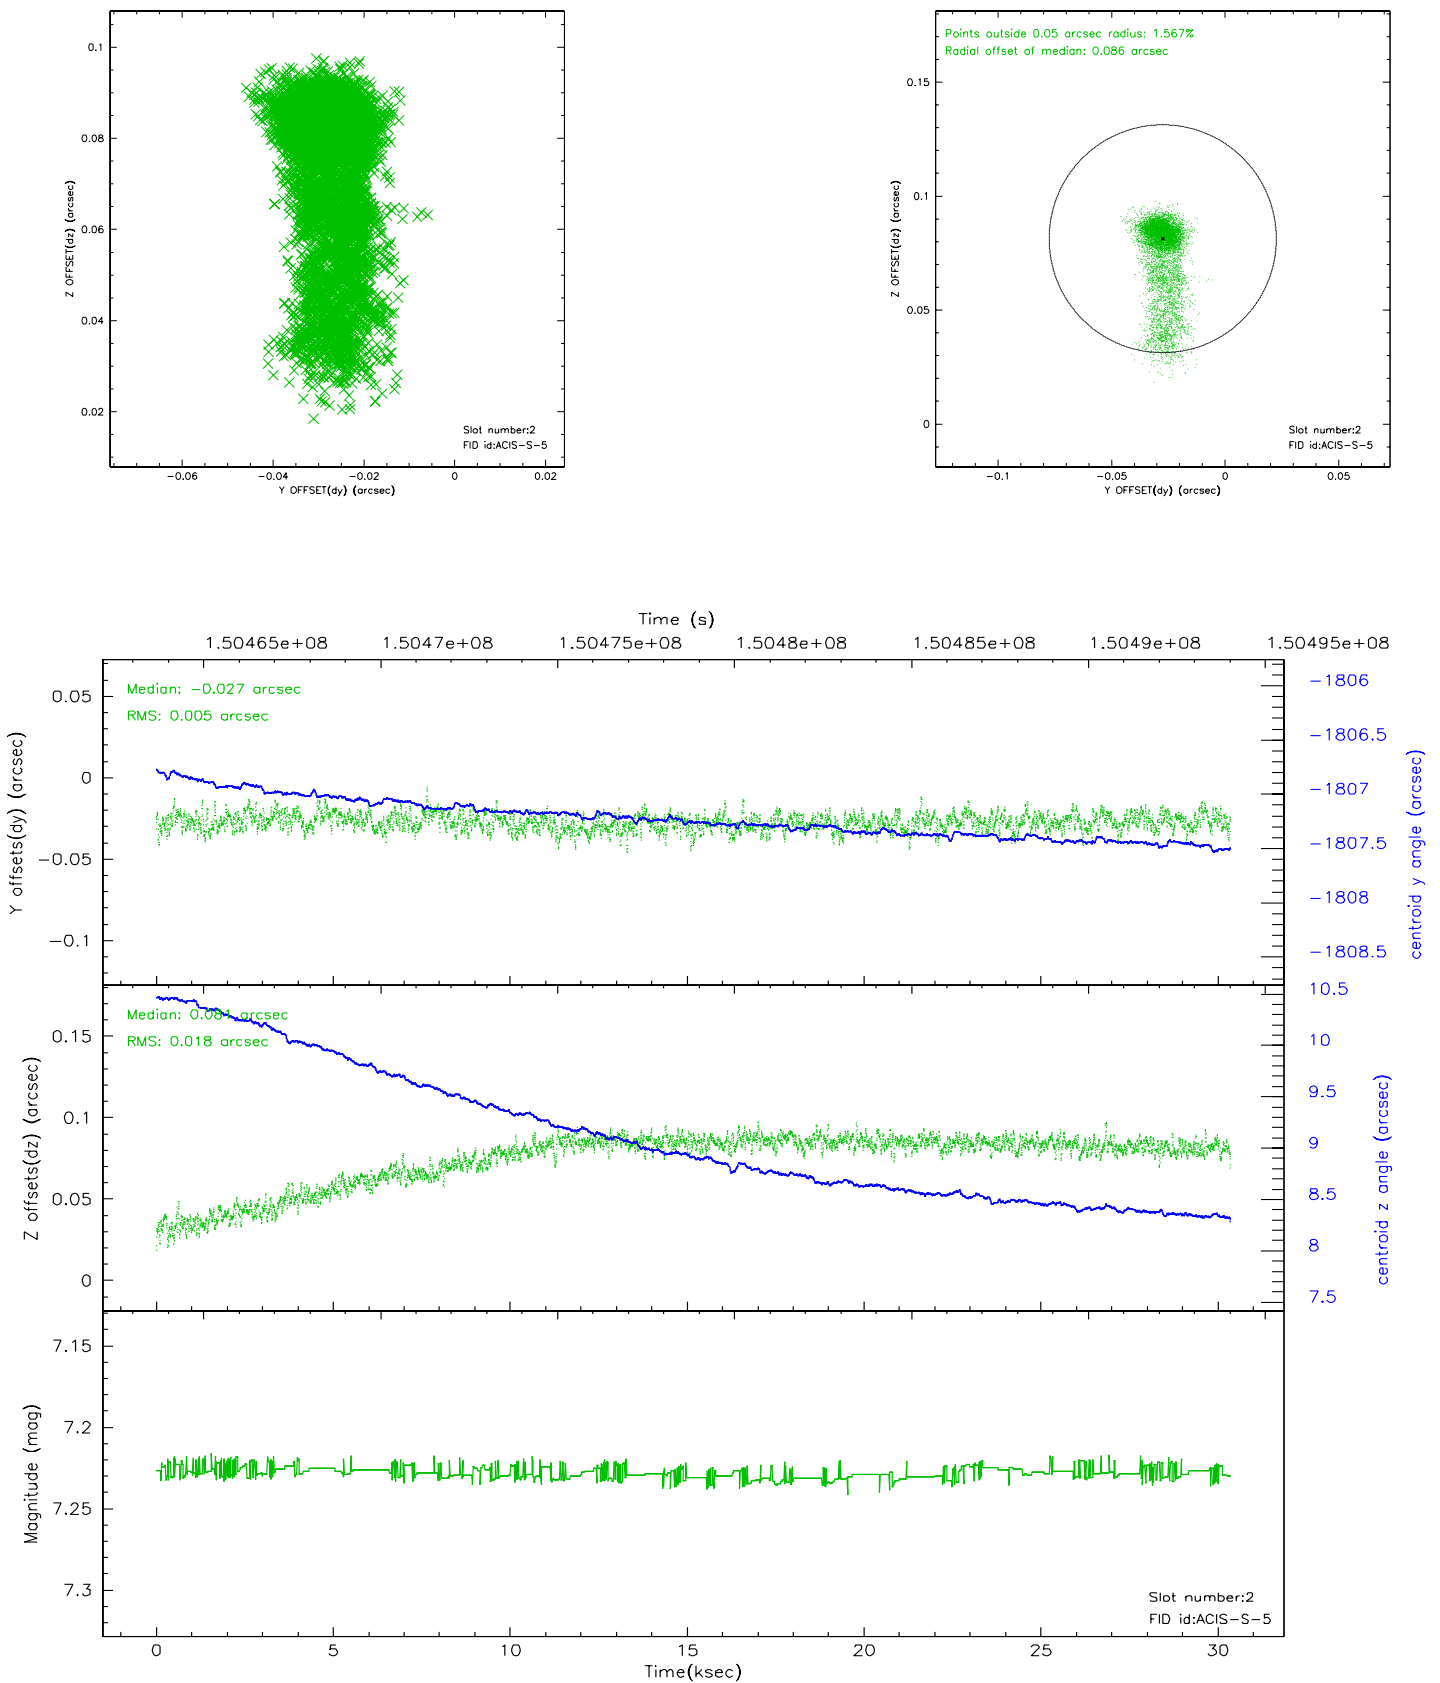 0.1
0.08
0.06
0.04
0.02
Z OFFSET(dz) (arcsec)
Slot number:2
FID id:ACIS-S-5
-0.06
-0.04
-0.02
0
0.02
Y OFFSET(dy) (arcsec)
Points outside 0.05 arcsec radius: 1.567%
Radial offset of median: 0.086 arcsec
0.15
0.1
0.05
0
Z OFFSET(dz) (arcsec)
Slot number:2
FID id:ACIS-S-5
-0.1
-0.05
0
0.05
Y OFFSET(dy) (arcsec)
Time (s)
1.50465e+08
1.5047e+08
1.50475e+08
1.5048e+08
1.50485e+08
1.5049e+08
1.50495e+08
Median: -0.027 arcsec
RMS: 0.005 arcsec
0.05
0
-0.05
-0.1
Y offsets(dy) (arcsec)
-1806
-1806.5
-1807
-1807.5
-1808
-1808.5
centroid y angle (arcsec)
Median: 0.081 arcsec
RMS: 0.018 arcsec
0.15
0.1
0.05
0
Z offsets(dz) (arcsec)
10.5
10
9.5
9
8.5
8
7.5
centroid z angle (arcsec)
7.15
7.2
7.25
7.3
Magnitude (mag)
Slot number:2
FID id:ACIS-S-5
0
5
10
15
20
25
30
Time(ksec)